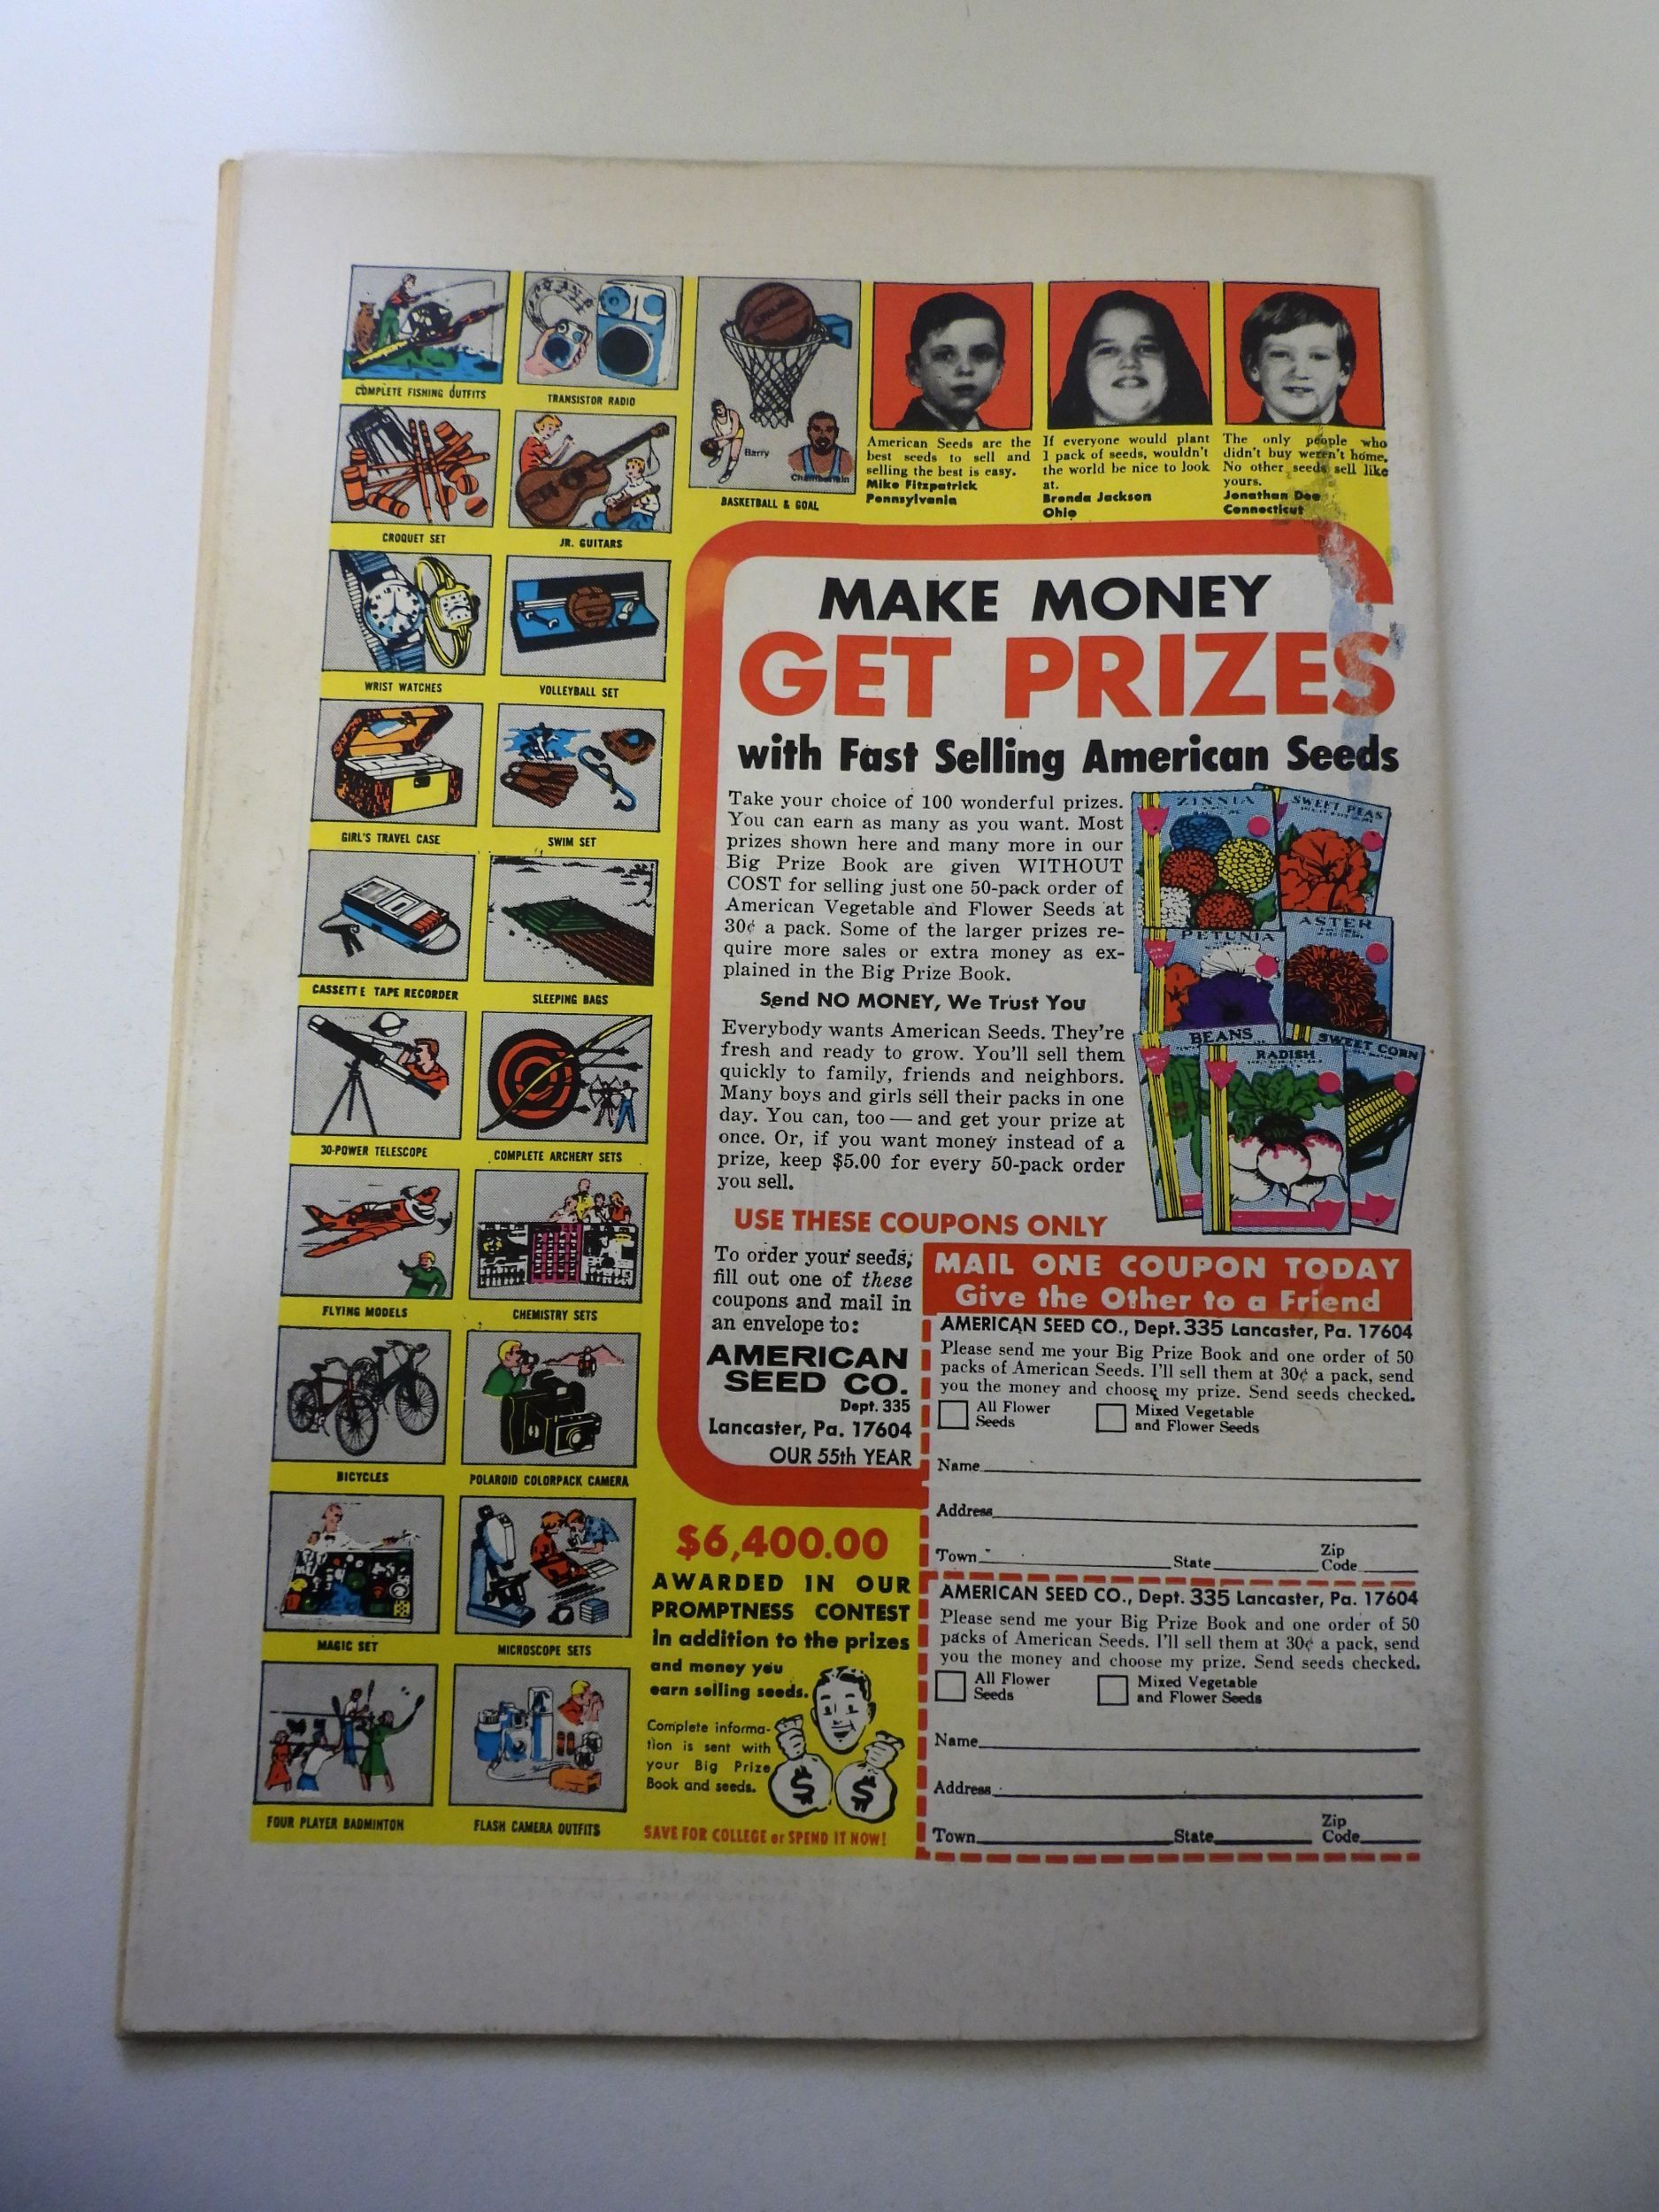 COMPLETE FISHING OUTFITS
TRANSISTOR RADIO
SPALDING
Barry
Chamberlain
BASKETBALL & GOAL
CROQUET SET
JR. GUITARS
WRIST WATCHES
VOLLEYBALL SET
GIRL'S TRAVEL CASE
SWIM SET
CASSETTE TAPE RECORDER
SLEEPING BAGS
30-POWER TELESCOPE
COMPLETE ARCHERY SETS
FLYING MODELS
CHEMISTRY SETS
BICYCLES
POLAROID COLORPACK CAMERA
MAGIC SET
MICROSCOPE SETS
FOUR PLAYER BADMINTON
FLASH CAMERA OUTFITS
American Seeds are the
best seeds to sell and
selling the best is easy.
Mike Fitzpatrick
Pennsylvania
If everyone would plant
1 pack of seeds, wouldn't
the world be nice to look
at.
Brenda Jackson
Ohio
The only people who
didn't buy weren't home.
No other seeds sell like
yours.
Jonathan Doe
Connecticut
MAKE MONEY
GET PRIZES
with Fast Selling American Seeds
Take your choice of 100 wonderful prizes.
You can earn as many as you want. Most
prizes shown here and many more in our
Big Prize Book are given WITHOUT
COST for selling just one 50-pack order of
American Vegetable and Flower Seeds at
30¢ a pack. Some of the larger prizes re-
quire more sales or extra money as ex-
plained in the Big Prize Book.
Send NO MONEY, We Trust You
Everybody wants American Seeds. They're
fresh and ready to grow. You'll sell them
quickly to family, friends and neighbors.
Many boys and girls sell their packs in one
day. You can, too — and get your prize at
once. Or, if you want money instead of a
prize, keep $5.00 for every 50-pack order
you sell.
ZINNIA
SWEET PEAS
PETUNIA
ASTER
BEANS
RADISH
SWEET CORN
USE THESE COUPONS ONLY
To order your seeds,
fill out one of these
coupons and mail in
an envelope to:
AMERICAN
SEED CO.
Dept. 335
Lancaster, Pa. 17604
OUR 55th YEAR
MAIL ONE COUPON TODAY
Give the Other to a Friend
AMERICAN SEED CO., Dept. 335 Lancaster, Pa. 17604
Please send me your Big Prize Book and one order of 50
packs of American Seeds. I'll sell them at 30¢ a pack, send
you the money and choose my prize. Send seeds checked.
All Flower Seeds
Mixed Vegetable and Flower Seeds
Name
Address
Town State Zip Code
AMERICAN SEED CO., Dept. 335 Lancaster, Pa. 17604
Please send me your Big Prize Book and one order of 50
packs of American Seeds. I'll sell them at 30¢ a pack, send
you the money and choose my prize. Send seeds checked.
All Flower Seeds
Mixed Vegetable and Flower Seeds
Name
Address
Town State Zip Code
$6,400.00
AWARDED IN OUR
PROMPTNESS CONTEST
in addition to the prizes
and money you
earn selling seeds.
Complete informa-
tion is sent with
your Big Prize
Book and seeds.
$ $
SAVE FOR COLLEGE or SPEND IT NOW!